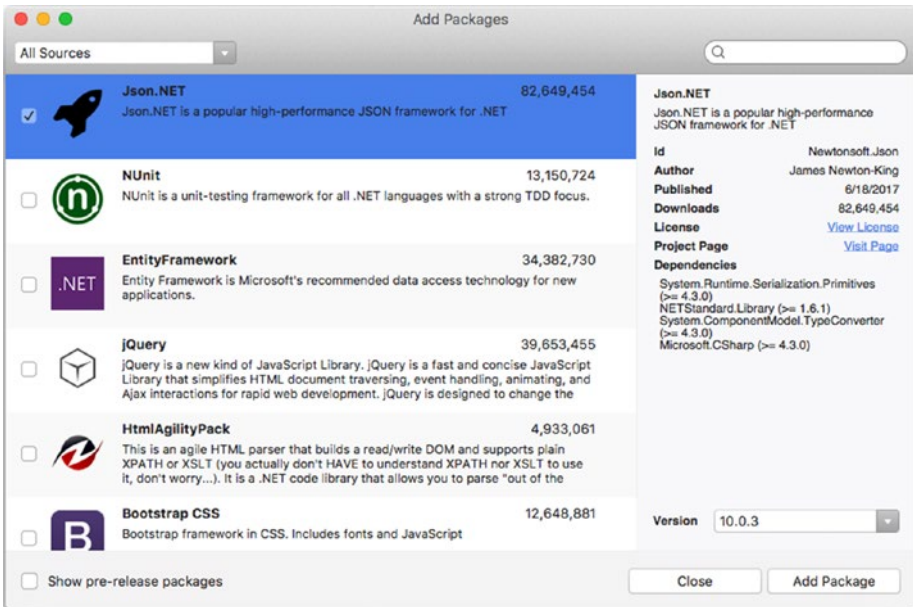 Add Packages
All Sources
Json.NET 82,649,454
Json.NET is a popular high-performance JSON framework for .NET
NUnit 13,150,724
NUnit is a unit-testing framework for all .NET languages with a strong TDD focus.
.NET
EntityFramework 34,382,730
Entity Framework is Microsoft's recommended data access technology for new
applications.
jQuery 39,653,455
jQuery is a new kind of JavaScript Library. jQuery is a fast and concise JavaScript
Library that simplifies HTML document traversing, event handling, animating, and
Ajax interactions for rapid web development. jQuery is designed to change the
HtmlAgilityPack 4,933,061
This is an agile HTML parser that builds a read/write DOM and supports plain
XPATH or XSLT (you actually don't HAVE to understand XPATH nor XSLT to use
it, don't worry...). It is a .NET code library that allows you to parse "out of the
B
Bootstrap CSS 12,648,881
Bootstrap framework in CSS. Includes fonts and JavaScript
Json.NET
Json.NET is a popular high-performance
JSON framework for .NET
Id Newtonsoft.Json
Author James Newton-King
Published 6/18/2017
Downloads 82,649,454
License View License
Project Page Visit Page
Dependencies
System.Runtime.Serialization.Primitives
(>= 4.3.0)
NETStandard.Library (>= 1.6.1)
System.ComponentModel.TypeConverter
(>= 4.3.0)
Microsoft.CSharp (>= 4.3.0)
Version 10.0.3
Show pre-release packages
Close
Add Package